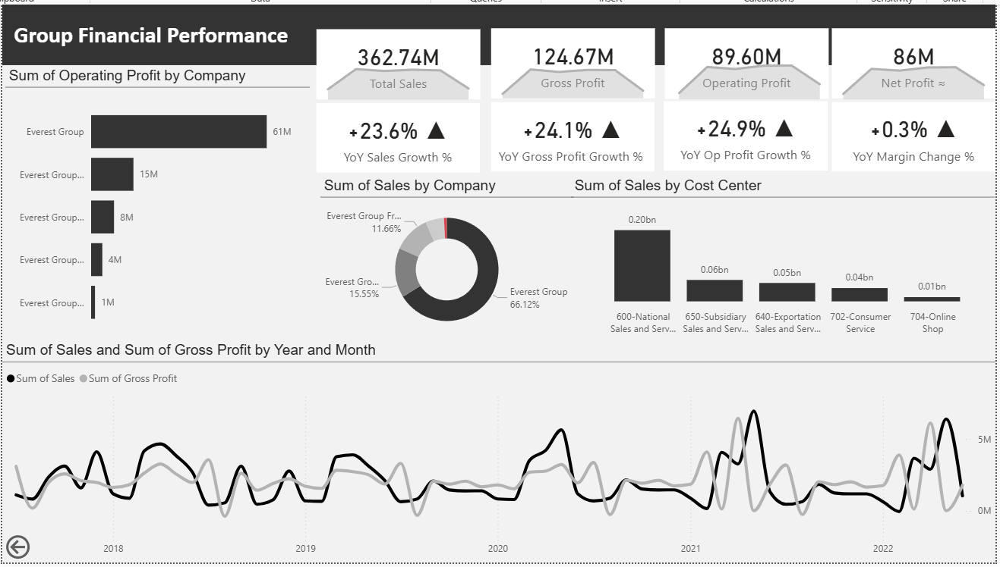 Data
Queries
Insert
Calculations
Sensitivity
Share
Group Financial Performance
362.74M
Total Sales
124.67M
Gross Profit
89.60M
Operating Profit
86M
Net Profit ≈
+23.6% ▲
YoY Sales Growth %
+24.1% ▲
YoY Gross Profit Growth %
+24.9% ▲
YoY Op Profit Growth %
+0.3% ▲
YoY Margin Change %
Sum of Operating Profit by Company
Everest Group
61M
Everest Group...
15M
Everest Group...
8M
Everest Group...
4M
Everest Group...
1M
Sum of Sales by Company
Everest Group Fr...
11.66%
Everest Gro...
15.55%
Everest Group
66.12%
Sum of Sales by Cost Center
0.20bn
0.06bn
0.05bn
0.04bn
0.01bn
600-National
Sales and Serv...
650-Subsidiary
Sales and Serv...
640-Exportation
Sales and Serv...
702-Consumer
Service
704-Online
Shop
Sum of Sales and Sum of Gross Profit by Year and Month
Sum of Sales
Sum of Gross Profit
5M
0M
2018
2019
2020
2021
2022